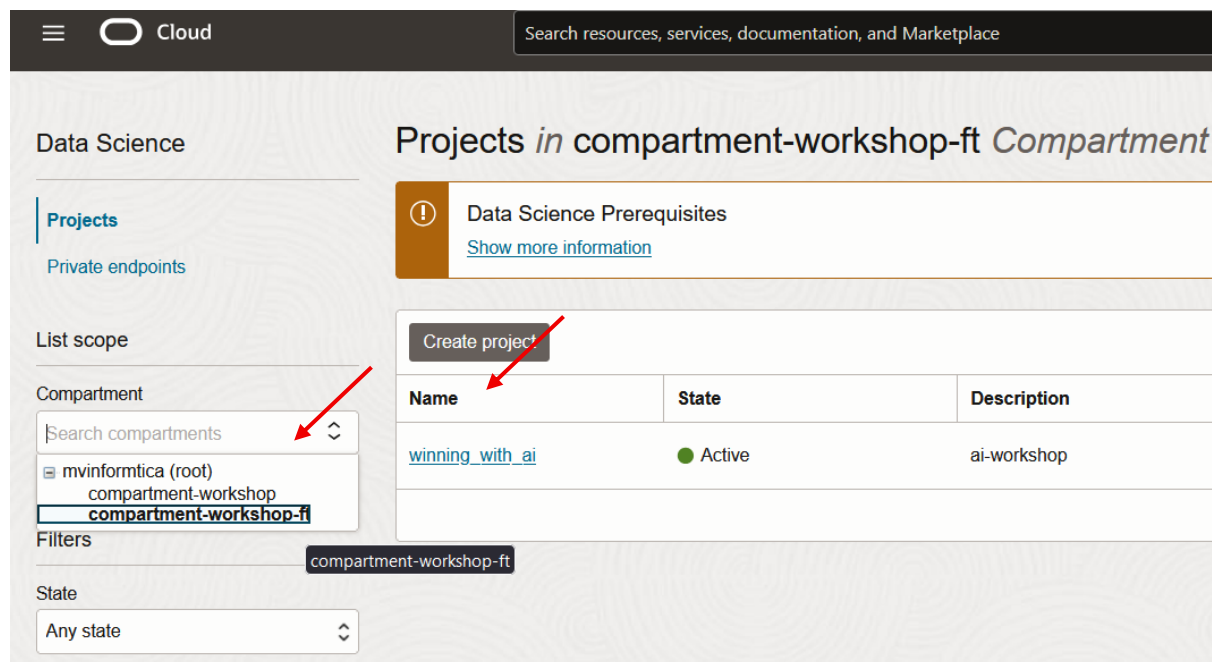 Cloud
Search resources, services, documentation, and Marketplace
Data Science
Projects
Private endpoints
List scope
Compartment
Search compartments
mvinformtica (root)
compartment-workshop
compartment-workshop-ft
compartment-workshop-ft
Filters
State
Any state
Projects in compartment-workshop-ft Compartment
Data Science Prerequisites
Show more information
Create project
Name State Description
winning_with_ai Active ai-workshop